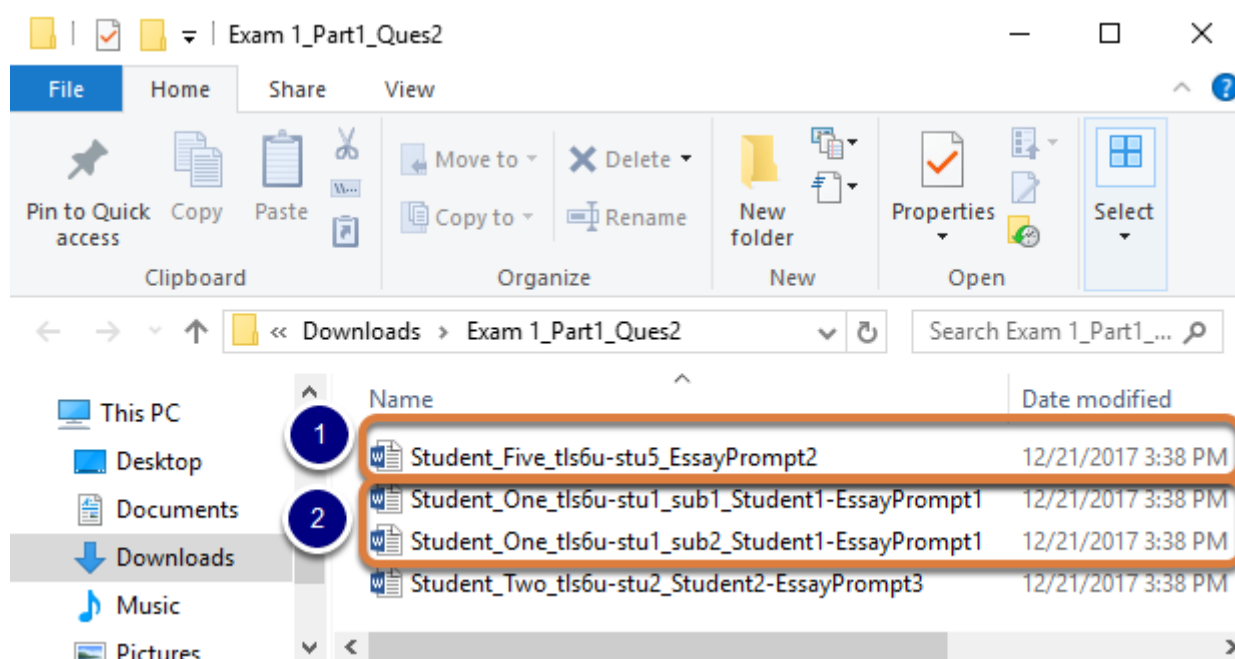 Exam 1_Part1_Ques2
File Home Share View
Pin to Quick access
Copy
Paste
Move to
Copy to
Delete
Rename
New folder
Properties
Select
Clipboard Organize New Open
« Downloads > Exam 1_Part1_Ques2
Search Exam 1_Part1_...
This PC
Desktop
Documents
Downloads
Music
Pictures
Name Date modified
1
Student_Five_tls6u-stu5_EssayPrompt2 12/21/2017 3:38 PM
2
Student_One_tls6u-stu1_sub1_Student1-EssayPrompt1 12/21/2017 3:38 PM
Student_One_tls6u-stu1_sub2_Student1-EssayPrompt1 12/21/2017 3:38 PM
Student_Two_tls6u-stu2_Student2-EssayPrompt3 12/21/2017 3:38 PM